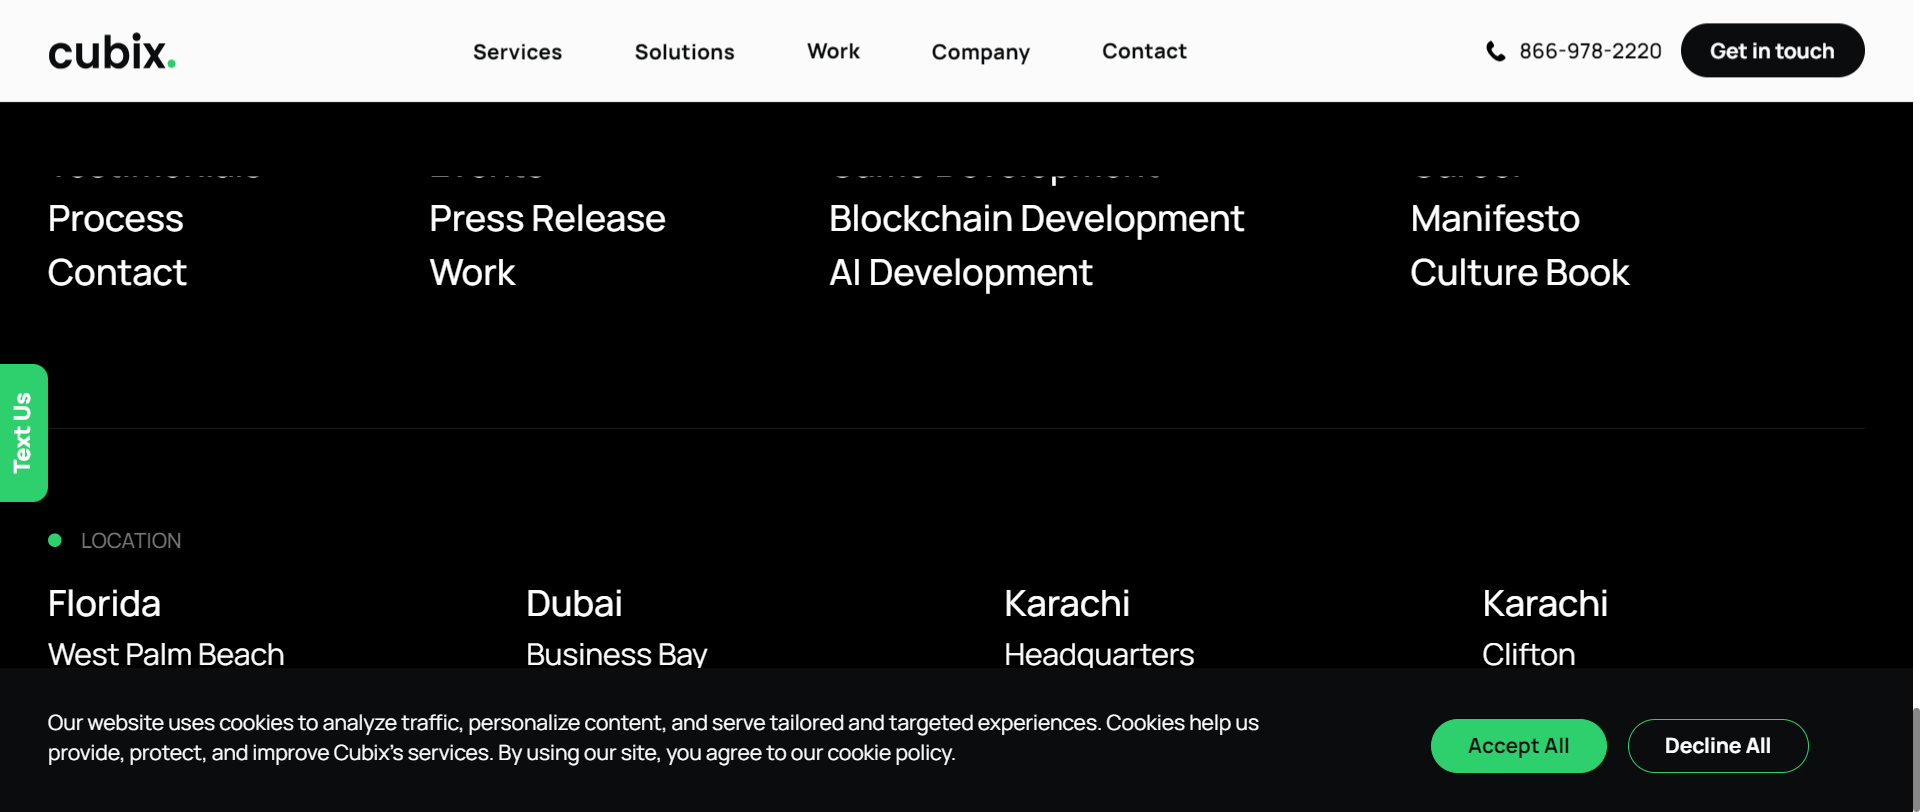 cubix.
Services Solutions Work Company Contact 866-978-2220 Get in touch
Process Press Release Blockchain Development Manifesto
Contact Work AI Development Culture Book
Text Us
LOCATION
Florida Dubai Karachi Karachi
West Palm Beach Business Bay Headquarters Clifton
Our website uses cookies to analyze traffic, personalize content, and serve tailored and targeted experiences. Cookies help us
provide, protect, and improve Cubix's services. By using our site, you agree to our cookie policy.
Accept All Decline All